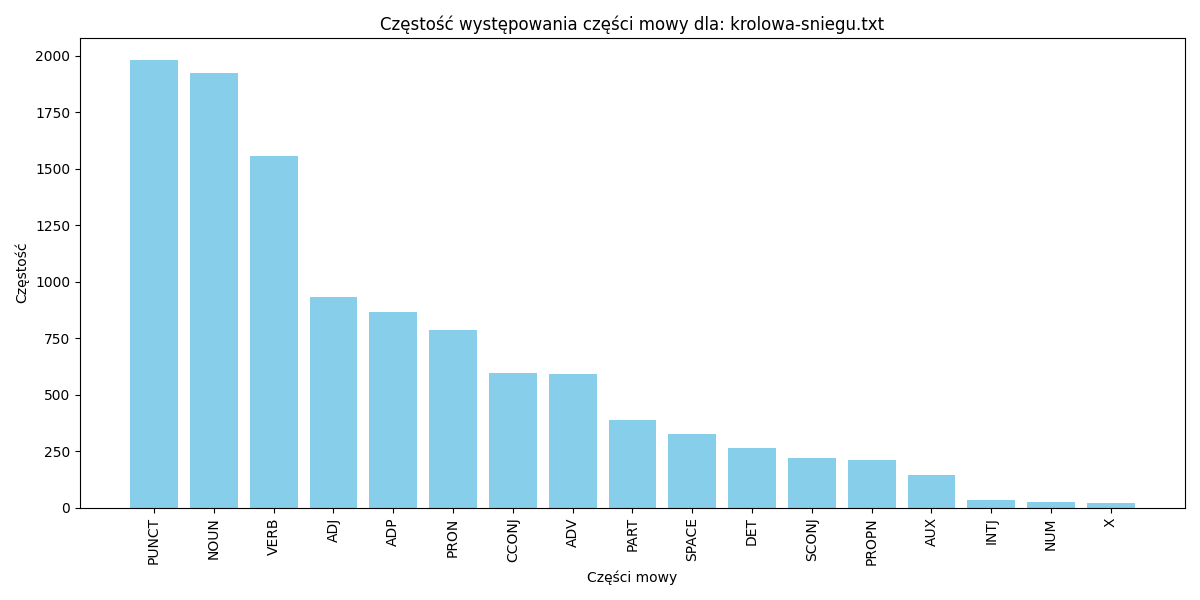 Częstość występowania części mowy dla: krolowa-sniegu.txt
Częstość
2000
1750
1500
1250
1000
750
500
250
0
PUNCT
NOUN
VERB
ADJ
ADP
PRON
CCONJ
ADV
PART
SPACE
DET
SCONJ
PROPN
AUX
INTJ
NUM
X
Części mowy